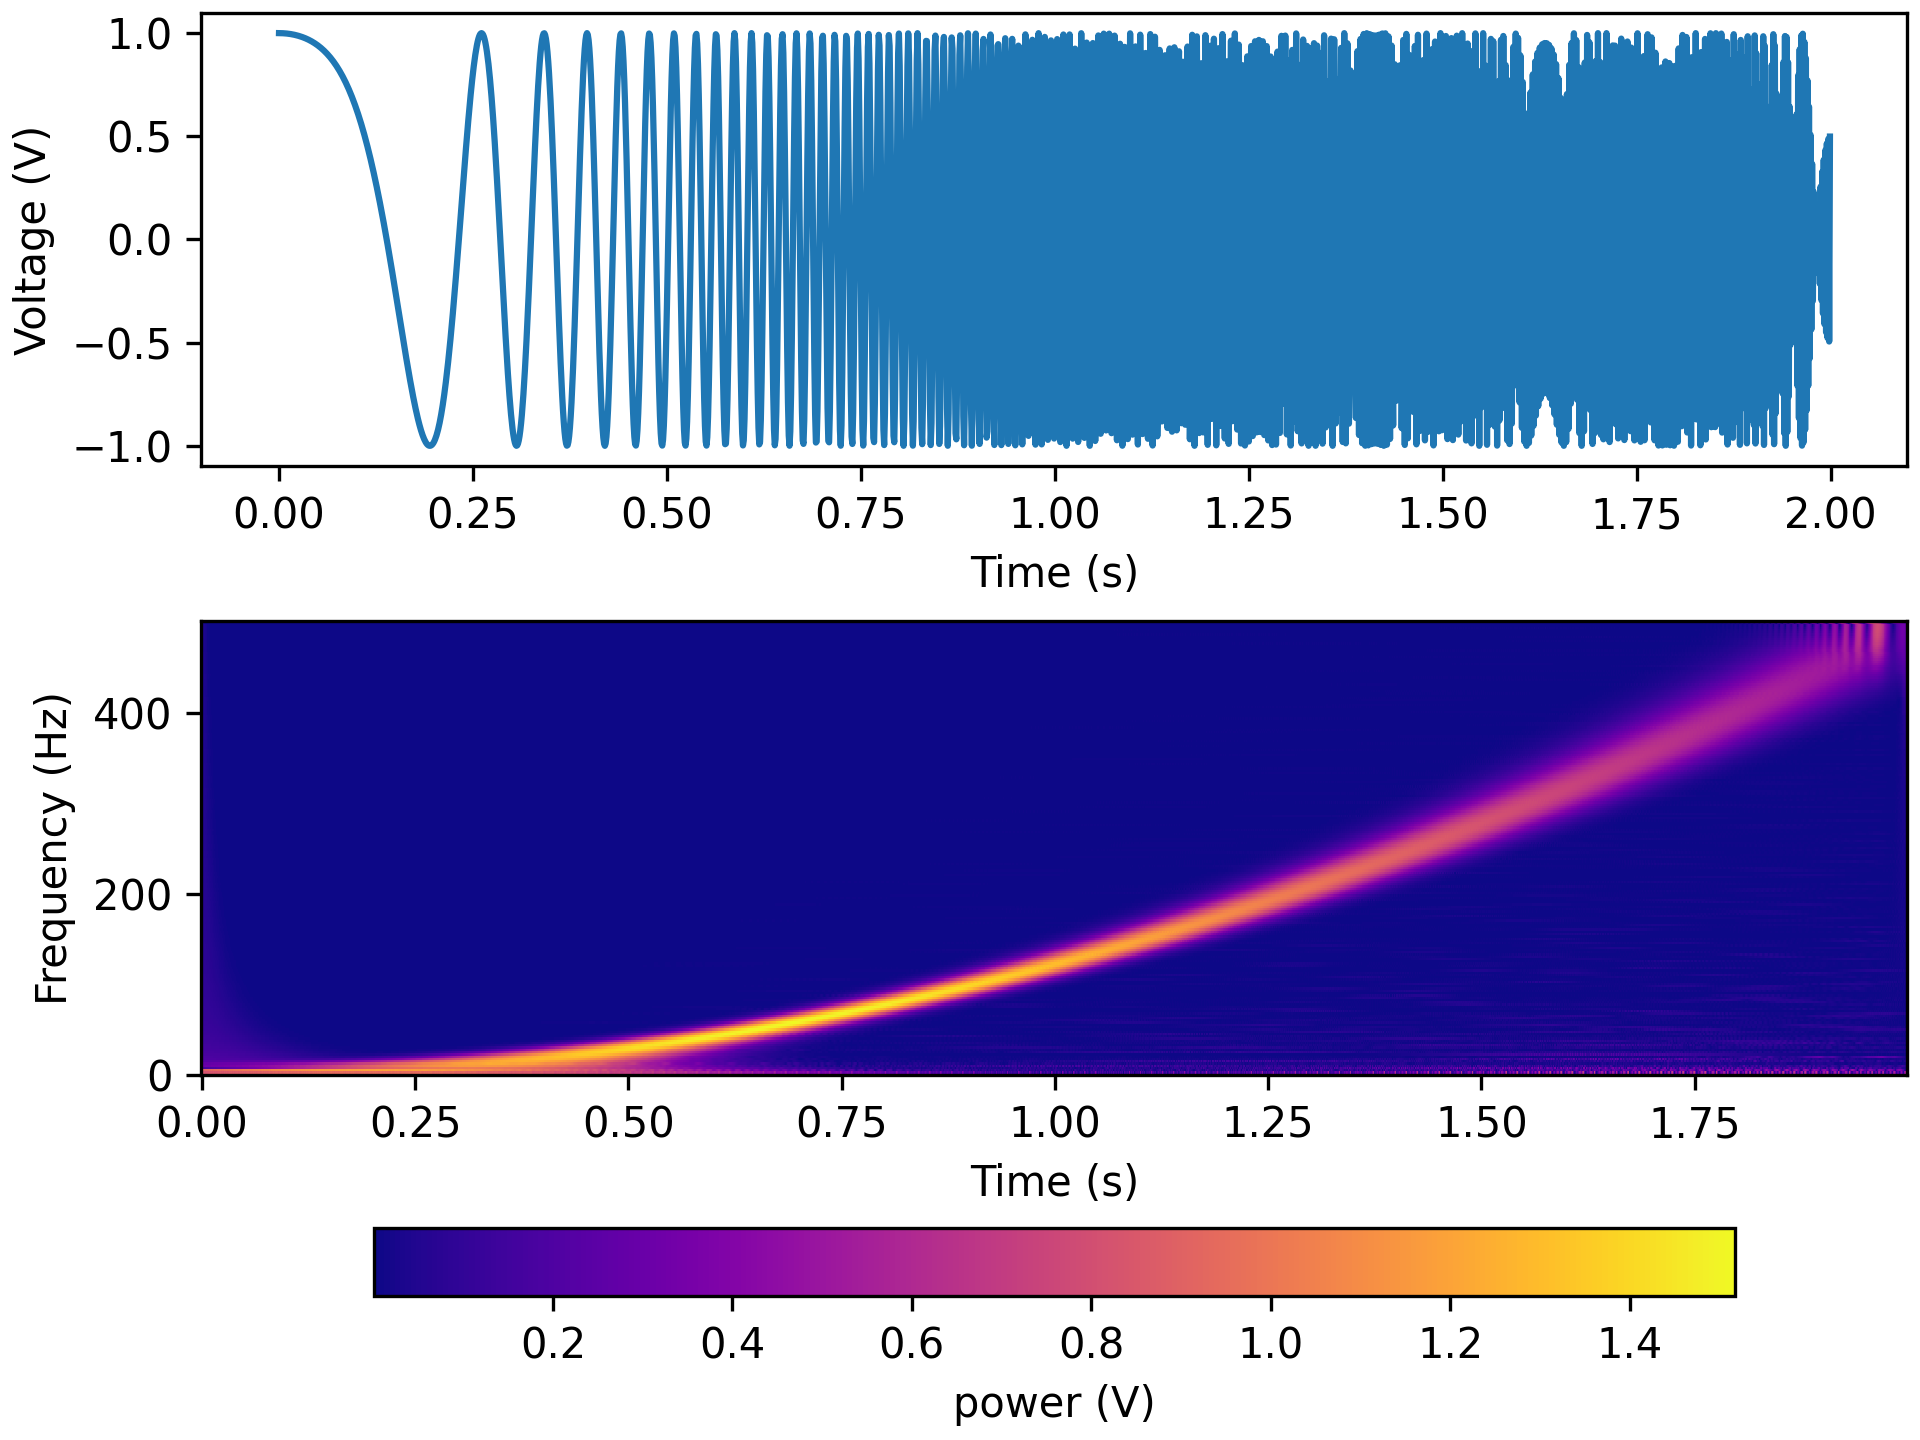 1.0
0.5
0.0
−0.5
−1.0
Voltage (V)
0.00 0.25 0.50 0.75 1.00 1.25 1.50 1.75 2.00
Time (s)
400
200
0
Frequency (Hz)
0.00 0.25 0.50 0.75 1.00 1.25 1.50 1.75
Time (s)
0.2 0.4 0.6 0.8 1.0 1.2 1.4
power (V)